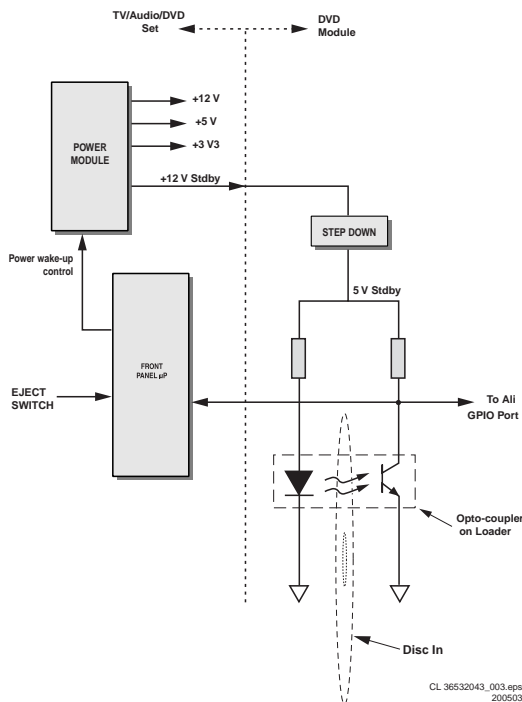 TV/Audio/DVD
Set
DVD
Module
POWER
MODULE
+12 V
+5 V
+3 V3
+12 V Stdby
STEP DOWN
Power wake-up
control
5 V Stdby
FRONT
PANEL µP
EJECT
SWITCH
To Ali
GPIO Port
Opto-coupler
on Loader
Disc In
CL 36532043_003.eps
200503